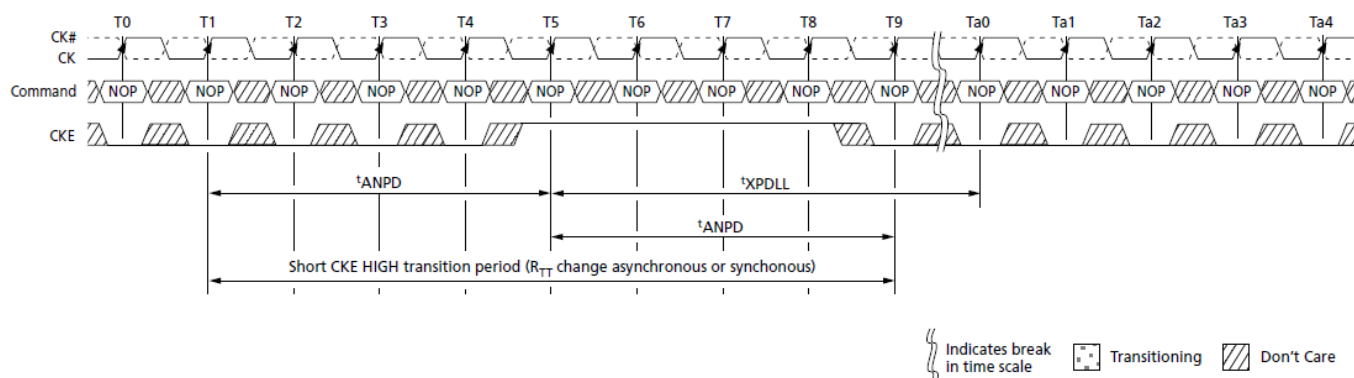 T0 T1 T2 T3 T4 T5 T6 T7 T8 T9 Ta0 Ta1 Ta2 Ta3 Ta4
CK#
CK
Command NOP NOP NOP NOP NOP NOP NOP NOP NOP NOP NOP NOP NOP NOP NOP
CKE
tANPD tXPDLL
tANPD
Short CKE HIGH transition period (RTT change asynchronous or synchonous)
Indicates break
in time scale
Transitioning
Don't Care